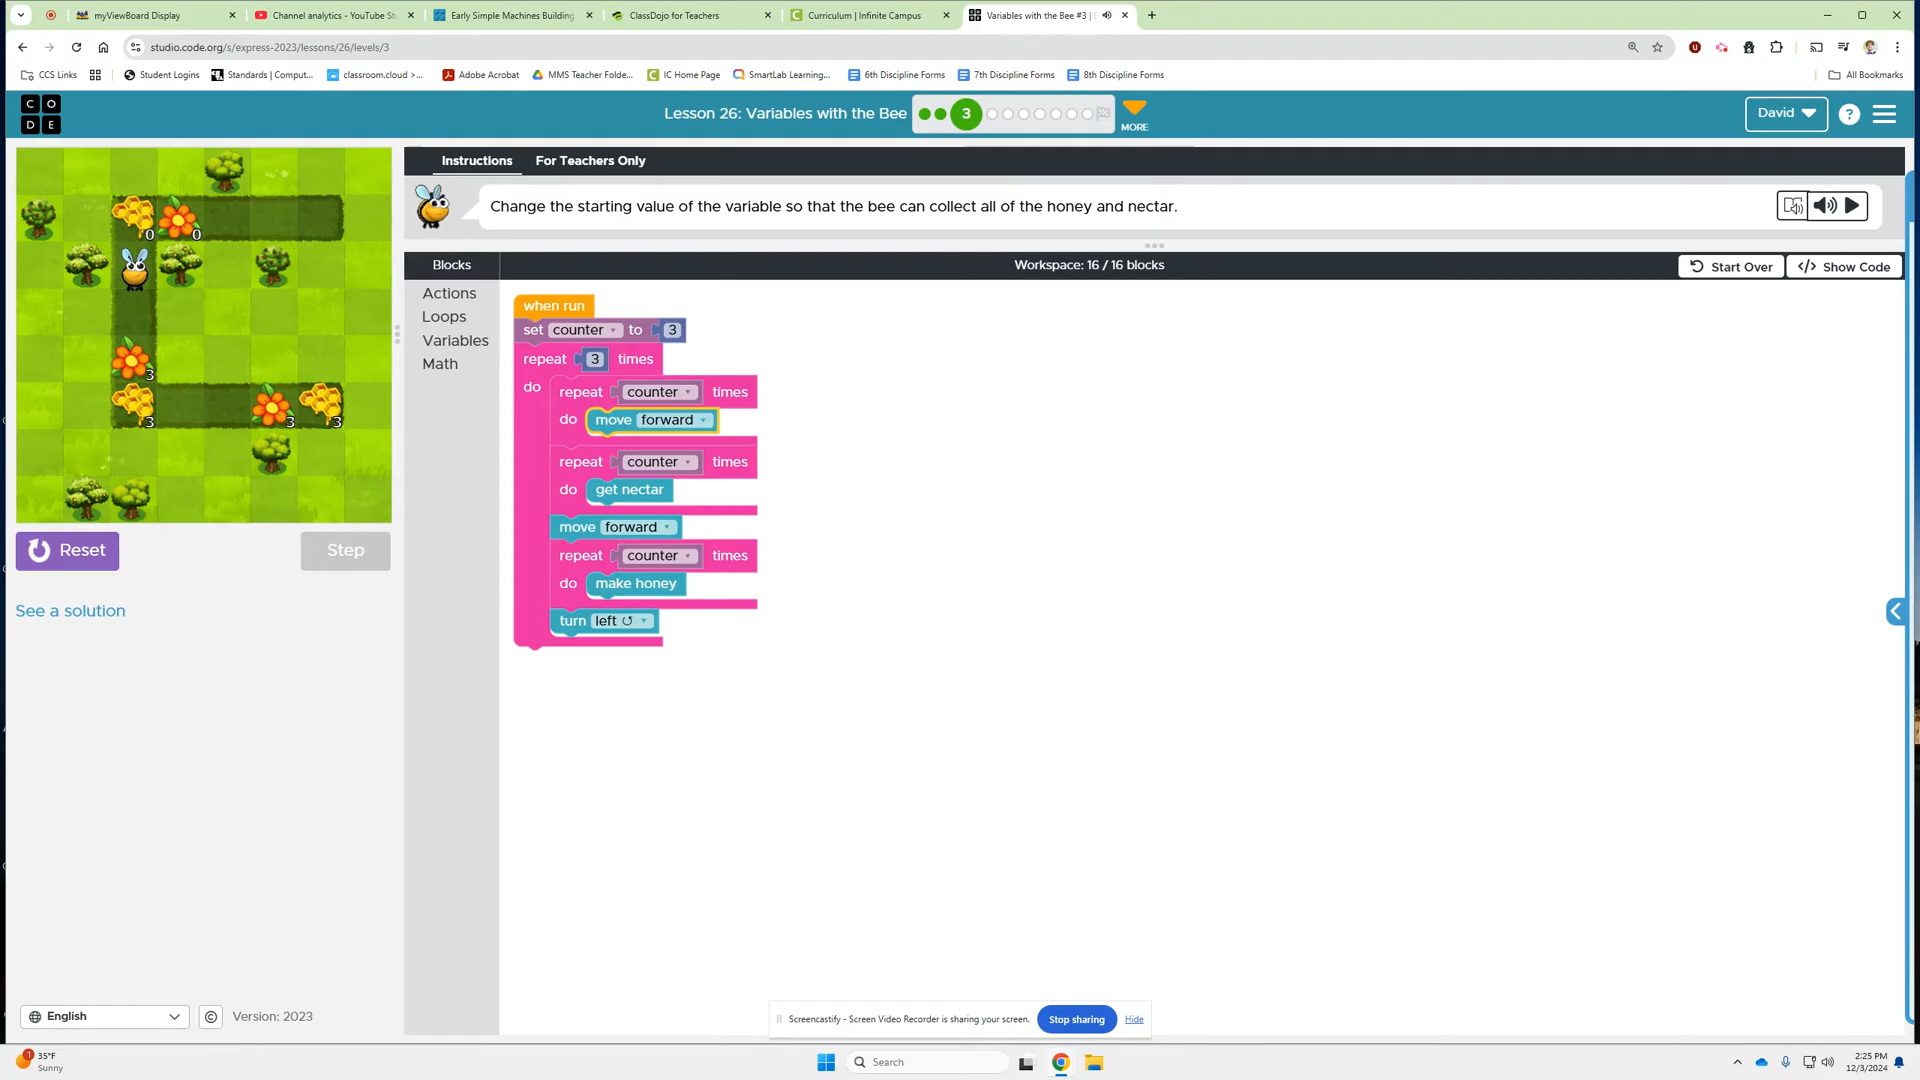 myViewBoard Display
Channel analytics - YouTube St
Early Simple Machines Building
ClassDojo for Teachers
Curriculum | Infinite Campus
Variables with the Bee #3 |
studio.code.org/s/express-2023/lessons/26/levels/3
CCS Links
Student Logins
Standards | Comput...
classroom.cloud >...
Adobe Acrobat
MMS Teacher Folde...
IC Home Page
SmartLab Learning...
6th Discipline Forms
7th Discipline Forms
8th Discipline Forms
All Bookmarks
C O
D E
Lesson 26: Variables with the Bee
3
MORE
David
?
Instructions
For Teachers Only
Change the starting value of the variable so that the bee can collect all of the honey and nectar.
0 0
3
3 3 3
Blocks
Workspace: 16 / 16 blocks
Start Over
</> Show Code
Actions
Loops
Variables
Math
when run
set counter to 3
repeat 3 times
do
repeat counter times
do move forward
repeat counter times
do get nectar
move forward
repeat counter times
do make honey
turn left ↺
Reset
Step
See a solution
English
©
Version: 2023
Screencastify - Screen Video Recorder is sharing your screen.
Stop sharing
Hide
1
35°F
Sunny
Search
2:25 PM
12/3/2024